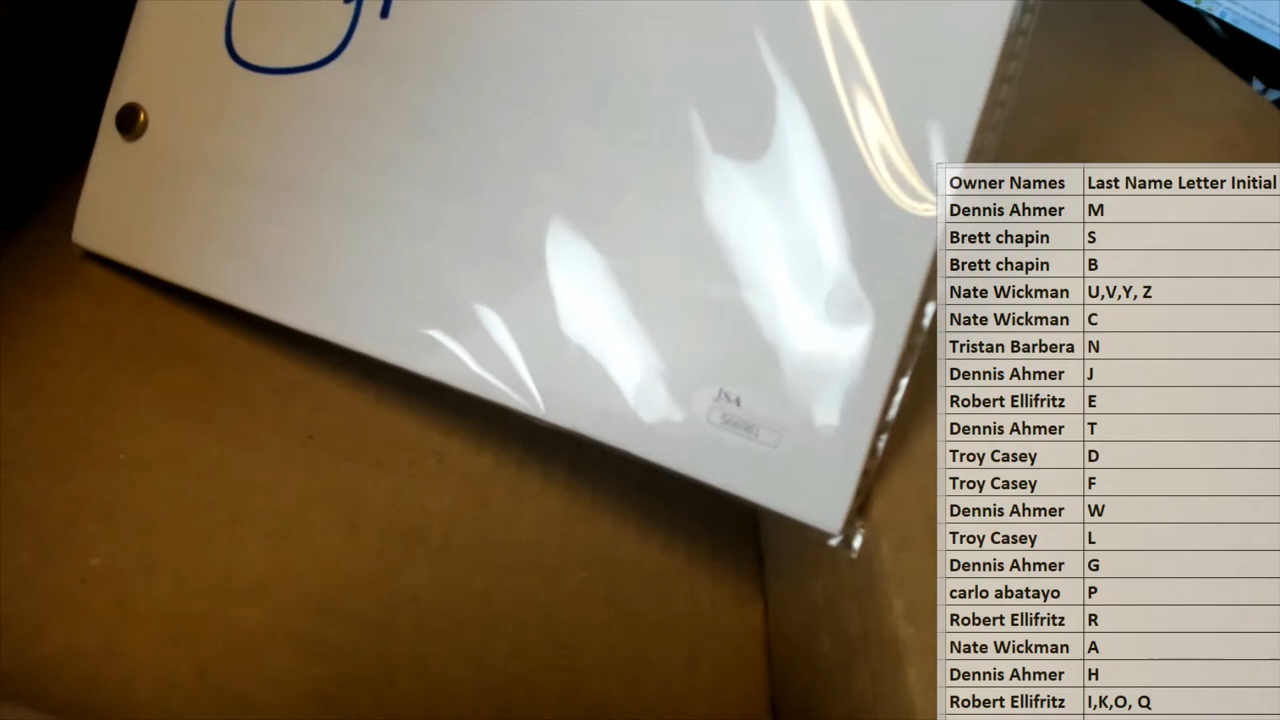 JSA
Owner Names Last Name Letter Initial
Dennis Ahmer M
Brett chapin S
Brett chapin B
Nate Wickman U,V,Y, Z
Nate Wickman C
Tristan Barbera N
Dennis Ahmer J
Robert Ellifritz E
Dennis Ahmer T
Troy Casey D
Troy Casey F
Dennis Ahmer W
Troy Casey L
Dennis Ahmer G
carlo abatayo P
Robert Ellifritz R
Nate Wickman A
Dennis Ahmer H
Robert Ellifritz I,K,O, Q